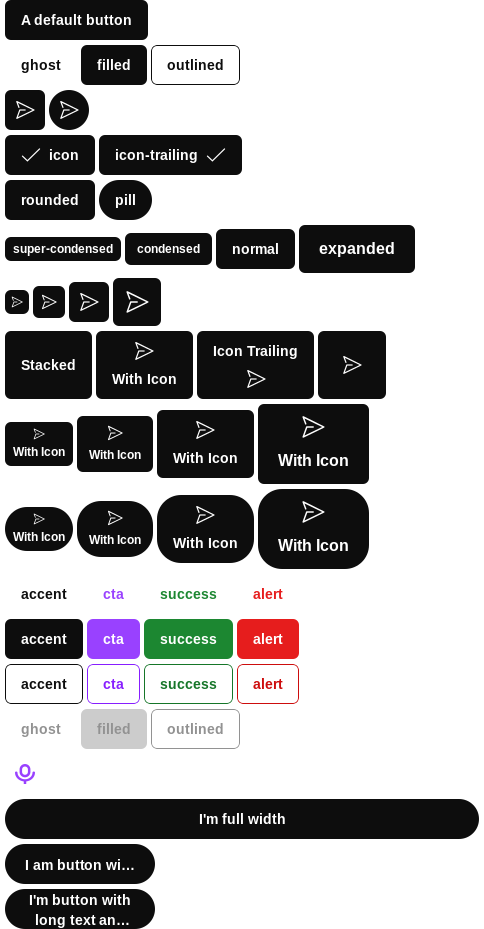 A default button
ghost filled outlined
icon icon-trailing
rounded pill
super-condensed condensed normal expanded
Stacked With Icon Icon Trailing
With Icon With Icon With Icon With Icon
With Icon With Icon With Icon With Icon
accent cta success alert
accent cta success alert
accent cta success alert
ghost filled outlined
I'm full width
I am button wi...
I'm button with
long text an...